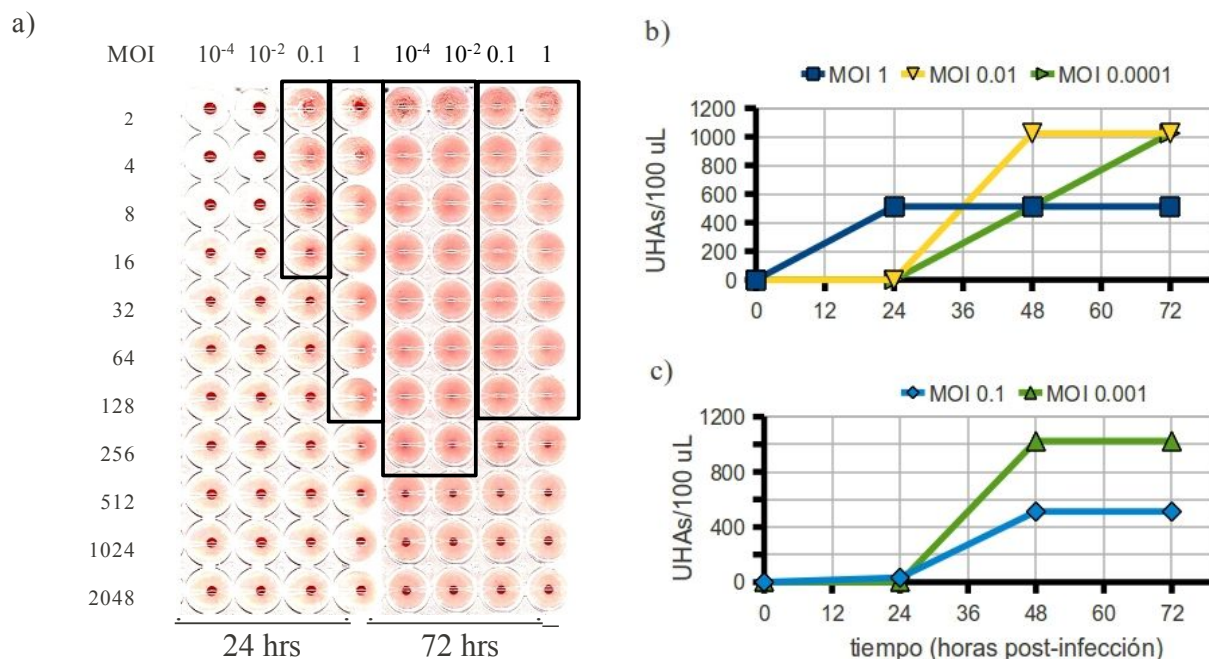 a)
MOI 10⁻⁴ 10⁻² 0.1 1 10⁻⁴ 10⁻² 0.1 1
2
4
8
16
32
64
128
256
512
1024
2048
24 hrs 72 hrs
b)
MOI 1 MOI 0.01 MOI 0.0001
UHAs/100 uL
1200
1000
800
600
400
200
0
0 12 24 36 48 60 72
c)
MOI 0.1 MOI 0.001
UHAs/100 uL
1200
800
400
0
0 12 24 36 48 60 72
tiempo (horas post-infección)